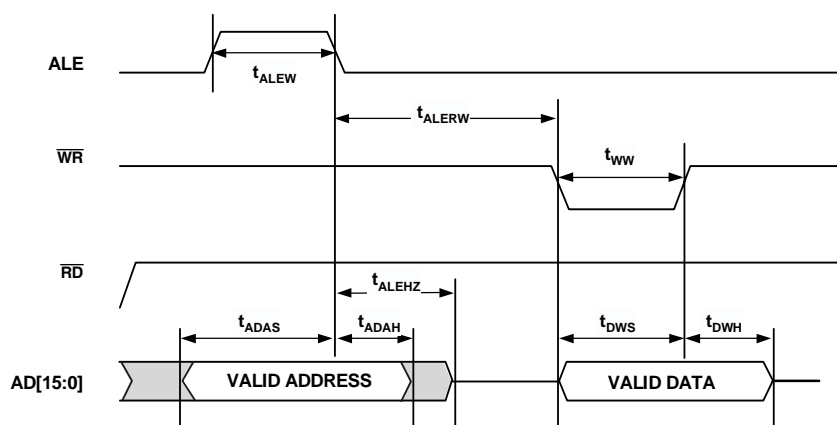 ALE
tALEW
tALERW
WR
tWW
RD
tALEHZ
tADAS
tADAH
tDWS
tDWH
AD[15:0]
VALID ADDRESS
VALID DATA